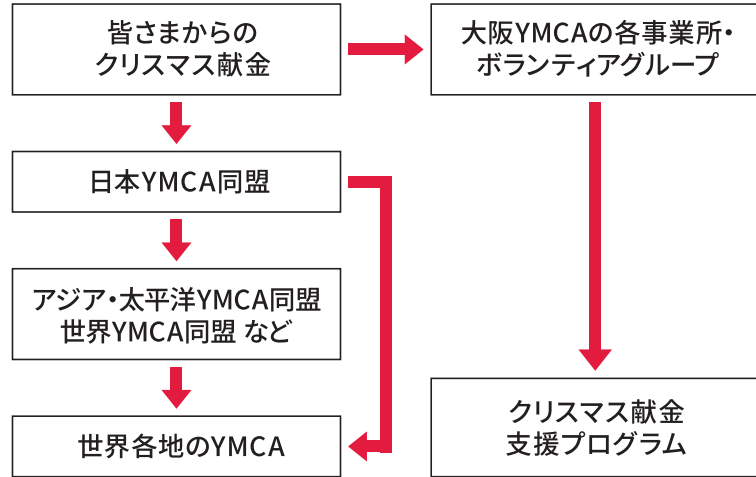 皆さまからの
クリスマス献金
大阪YMCAの各事業所・
ボランティアグループ
日本YMCA同盟
アジア・太平洋YMCA同盟
世界YMCA同盟 など
世界各地のYMCA
クリスマス献金
支援プログラム